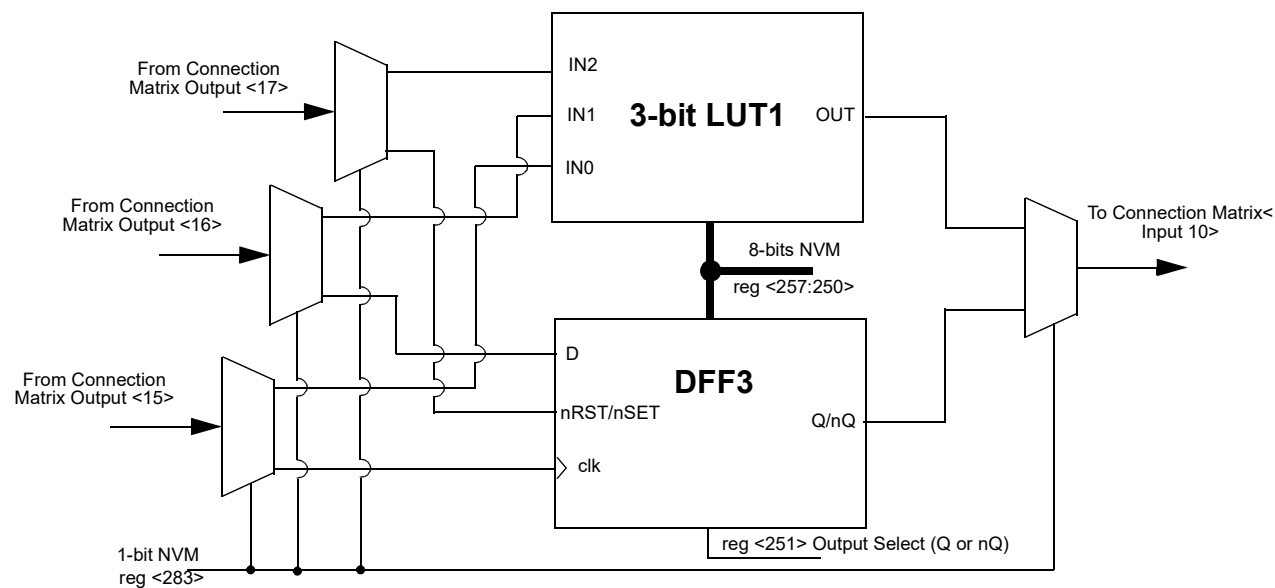 From Connection
Matrix Output <17>
IN2
IN1
IN0
3-bit LUT1
OUT
From Connection
Matrix Output <16>
To Connection Matrix<
Input 10>
8-bits NVM
reg <257:250>
From Connection
Matrix Output <15>
D
DFF3
nRST/nSET
Q/nQ
clk
reg <251> Output Select (Q or nQ)
1-bit NVM
reg <283>